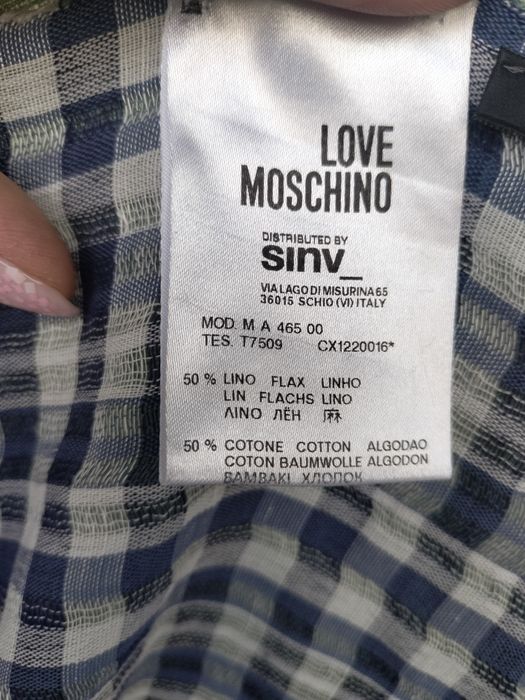 LOVE
MOSCHINO
DISTRIBUTED BY
sinv_
VIA LAGO DI MISURINA 65
36015 SCHIO (VI) ITALY
MOD. M A 465 00
TES. T7509 CX1220016*
50 % LINO FLAX LINHO
LIN FLACHS LINO
ΛΙΝΟ ЛЁН 麻
50 % COTONE COTTON ALGODAO
COTON BAUMWOLLE ALGODON
BAMBAKI ХЛОПОК